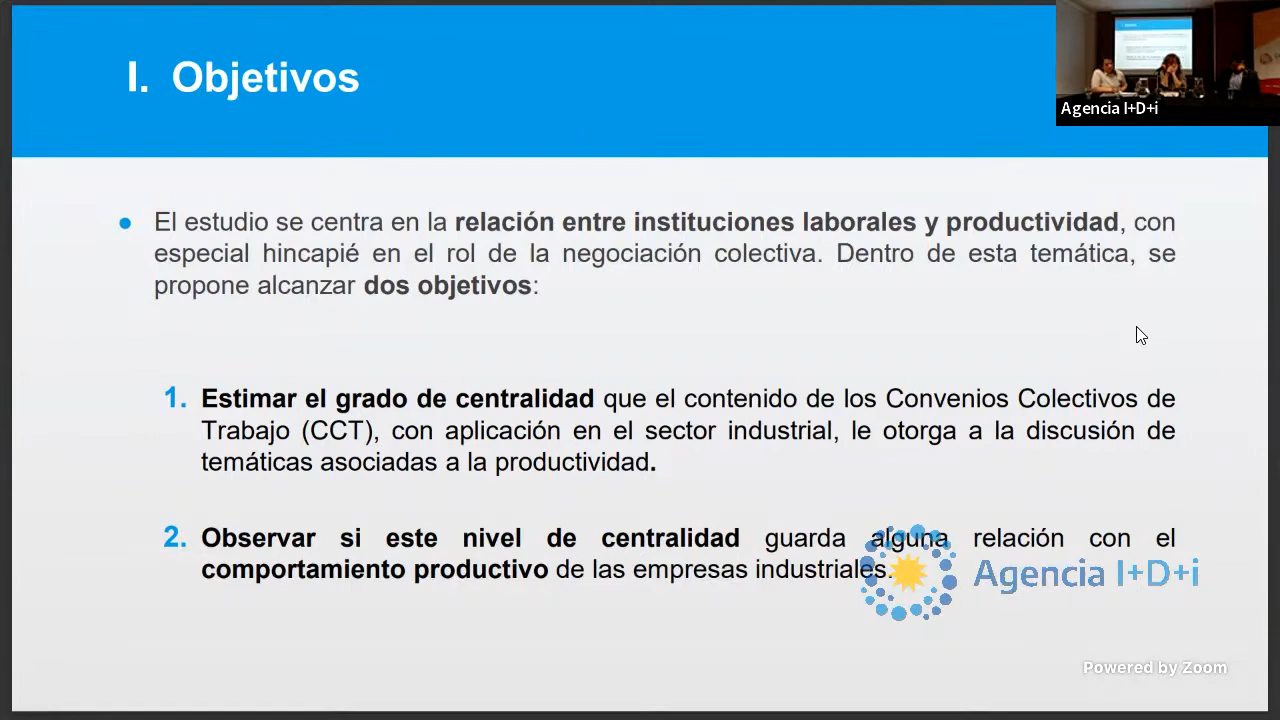 I. Objetivos
Agencia I+D+i
● El estudio se centra en la relación entre instituciones laborales y productividad, con
especial hincapié en el rol de la negociación colectiva. Dentro de esta temática, se
propone alcanzar dos objetivos:
1. Estimar el grado de centralidad que el contenido de los Convenios Colectivos de
Trabajo (CCT), con aplicación en el sector industrial, le otorga a la discusión de
temáticas asociadas a la productividad.
2. Observar si este nivel de centralidad guarda alguna relación con el
comportamiento productivo de las empresas industriales.
Agencia I+D+i
Powered by Zoom